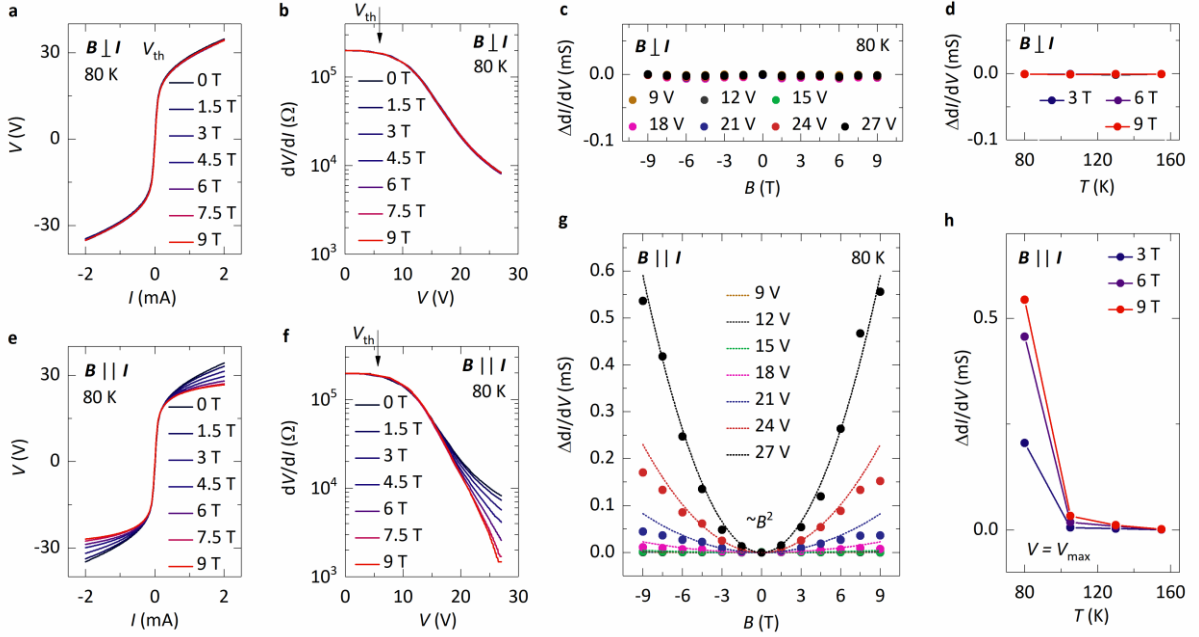 a
B ⊥ I
80 K
V_th
0 T
1.5 T
3 T
4.5 T
6 T
7.5 T
9 T
30
0
-30
V (V)
-2
0
2
I (mA)
b
V_th
B ⊥ I
80 K
0 T
1.5 T
3 T
4.5 T
6 T
7.5 T
9 T
10^5
10^4
10^3
dV/dI (Ω)
0
10
20
30
V (V)
c
B ⊥ I
80 K
9 V
12 V
15 V
18 V
21 V
24 V
27 V
0.0
-0.1
ΔdI/dV (mS)
-9
-6
-3
0
3
6
9
B (T)
d
B ⊥ I
3 T
6 T
9 T
0.0
-0.1
ΔdI/dV (mS)
80
120
160
T (K)
e
B || I
80 K
0 T
1.5 T
3 T
4.5 T
6 T
7.5 T
9 T
30
0
-30
V (V)
-2
0
2
I (mA)
f
V_th
B || I
80 K
0 T
1.5 T
3 T
4.5 T
6 T
7.5 T
9 T
10^5
10^4
10^3
dV/dI (Ω)
0
10
20
30
V (V)
g
B || I
80 K
9 V
12 V
15 V
18 V
21 V
24 V
27 V
~B^2
0.6
0.5
0.4
0.3
0.2
0.1
0.0
ΔdI/dV (mS)
-9
-6
-3
0
3
6
9
B (T)
h
B || I
3 T
6 T
9 T
0.5
0.0
ΔdI/dV (mS)
V = V_max
80
120
160
T (K)